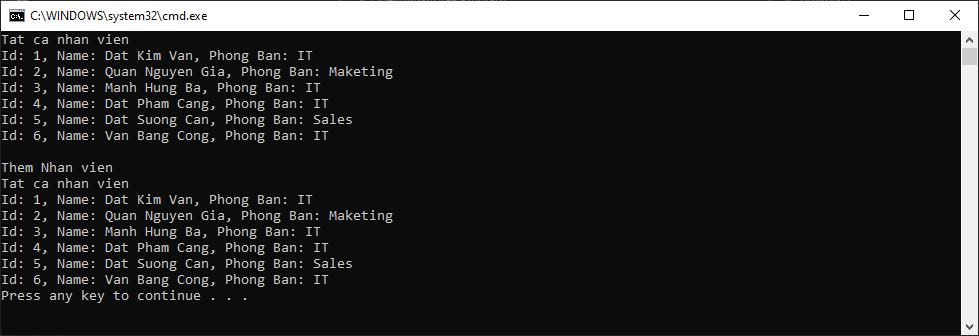 C:\WINDOWS\system32\cmd.exe
Tat ca nhan vien
Id: 1, Name: Dat Kim Van, Phong Ban: IT
Id: 2, Name: Quan Nguyen Gia, Phong Ban: Maketing
Id: 3, Name: Manh Hung Ba, Phong Ban: IT
Id: 4, Name: Dat Pham Cang, Phong Ban: IT
Id: 5, Name: Dat Suong Can, Phong Ban: Sales
Id: 6, Name: Van Bang Cong, Phong Ban: IT
Them Nhan vien
Tat ca nhan vien
Id: 1, Name: Dat Kim Van, Phong Ban: IT
Id: 2, Name: Quan Nguyen Gia, Phong Ban: Maketing
Id: 3, Name: Manh Hung Ba, Phong Ban: IT
Id: 4, Name: Dat Pham Cang, Phong Ban: IT
Id: 5, Name: Dat Suong Can, Phong Ban: Sales
Id: 6, Name: Van Bang Cong, Phong Ban: IT
Press any key to continue . . .